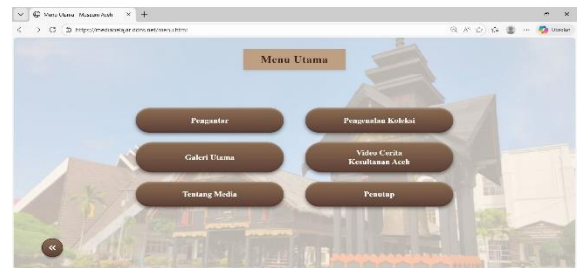 Menu Utama - Museum Aceh
Menu Utama
Pengantar
Pengenalan Koleksi
Galeri Utama
Video Cerita
Kesultanan Aceh
Tentang Media
Penutup